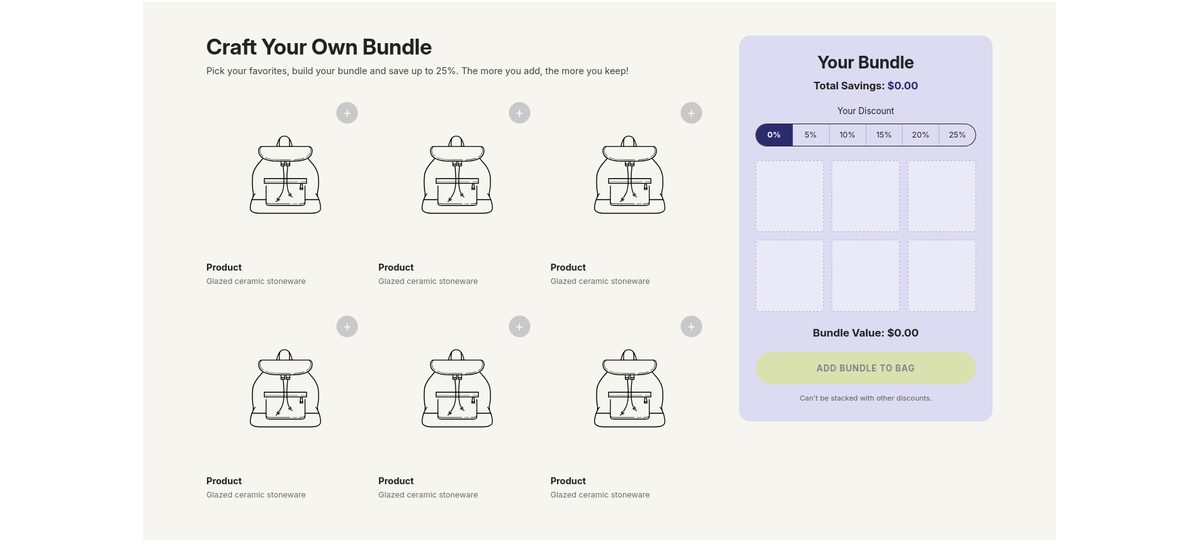 Craft Your Own Bundle
Pick your favorites, build your bundle and save up to 25%. The more you add, the more you keep!
+
+
+
Product
Glazed ceramic stoneware
Product
Glazed ceramic stoneware
Product
Glazed ceramic stoneware
+
+
+
Product
Glazed ceramic stoneware
Product
Glazed ceramic stoneware
Product
Glazed ceramic stoneware
Your Bundle
Total Savings: $0.00
Your Discount
0% 5% 10% 15% 20% 25%
Bundle Value: $0.00
ADD BUNDLE TO BAG
Can't be stacked with other discounts.